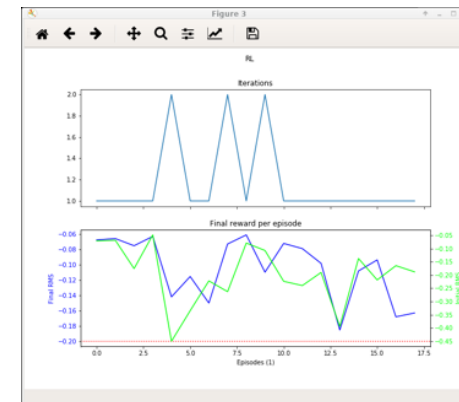 Figure 3
RL
Iterations
2.0
1.8
1.6
1.4
1.2
1.0
Final reward per episode
−0.06
−0.08
−0.10
−0.12
−0.14
−0.16
−0.18
−0.20
Final RMS
−0.05
−0.10
−0.15
−0.20
−0.25
−0.30
−0.35
−0.40
−0.45
Initial RMS
0.0 2.5 5.0 7.5 10.0 12.5 15.0 17.5
Episodes (1)